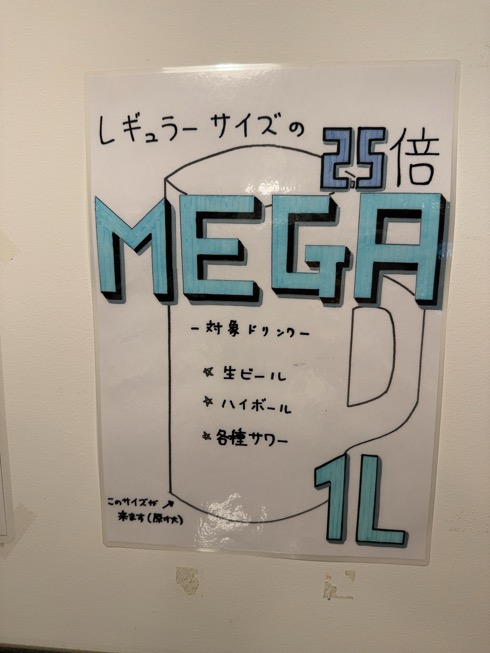 レギュラーサイズの 2.5倍
MEGA
-対象ドリンク-
☆ 生ビール
☆ ハイボール
☆ 各種サワー
1L
このサイズが
来ます(原寸大)